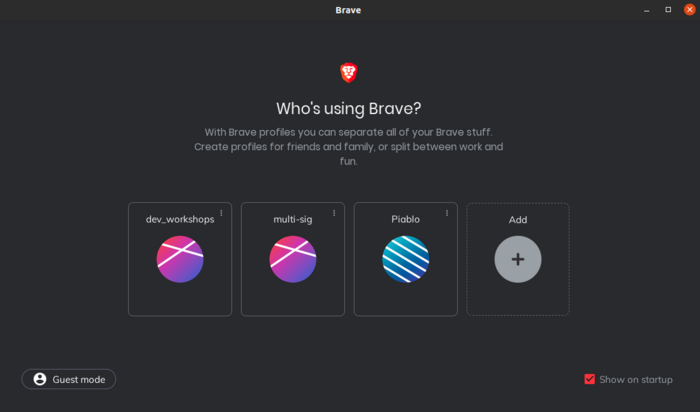 Brave
Who's using Brave?
With Brave profiles you can separate all of your Brave stuff.
Create profiles for friends and family, or split between work and
fun.
dev_workshops
multi-sig
Piablo
Add
Guest mode
Show on startup